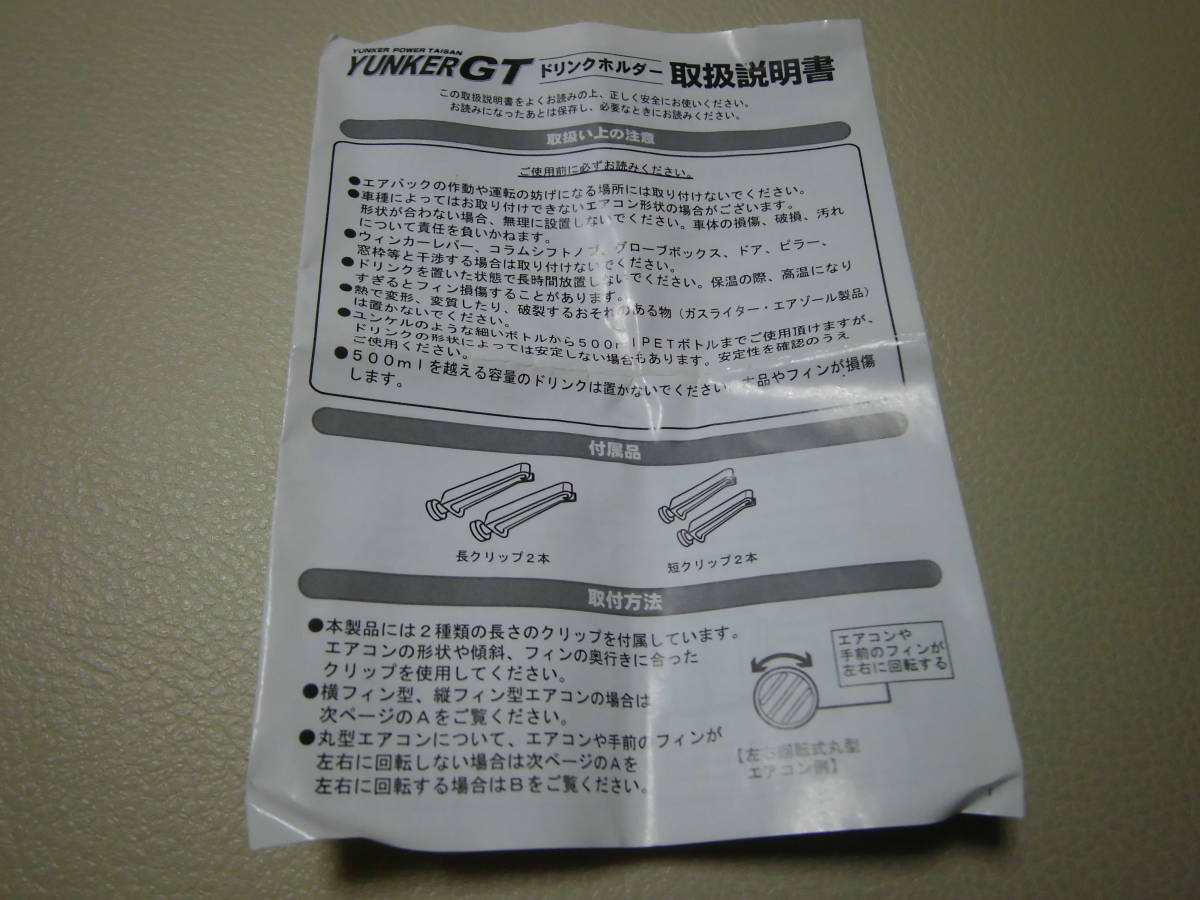 YUNKER POWER TAISAN
YUNKER GT ドリンクホルダー 取扱説明書
この取扱説明書をよくお読みの上、正しく安全にお使いください。
お読みになったあとは保存し、必要なときにお読みください。
取扱い上の注意
ご使用前に必ずお読みください。
●エアバックの作動や運転の妨げになる場所には取り付けないでください。
●車種によってはお取り付けできないエアコン形状の場合がございます。
形状が合わない場合、無理に設置しないでください。車体の損傷、破損、汚れ
について責任を負いかねます。
●ウィンカーレバー、コラムシフトノブ、グローブボックス、ドア、ピラー、
窓枠等と干渉する場合は取り付けないでください。
●ドリンクを置いた状態で長時間放置しないでください。保温の際、高温になり
すぎるとフィン損傷することがあります。
●熱で変形、変質したり、破裂するおそれのある物（ガスライター・エアゾール製品）
は置かないでください。
●ユンケルのような細いボトルから500mlPETボトルまでご使用頂けますが、
ドリンクの形状によっては安定しない場合もあります。安定性を確認のうえ
ご使用ください。
●500mlを越える容量のドリンクは置かないでください。本品やフィンが損傷
します。
付属品
長クリップ2本
短クリップ2本
取付方法
●本製品には2種類の長さのクリップを付属しています。
エアコンの形状や傾斜、フィンの奥行きに合った
クリップを使用してください。
●横フィン型、縦フィン型エアコンの場合は
次ページのAをご覧ください。
●丸型エアコンについて、エアコンや手前のフィンが
左右に回転しない場合は次ページのAを
左右に回転する場合はBをご覧ください。
エアコンや
手前のフィンが
左右に回転する
【左右回転式丸型
エアコン例】